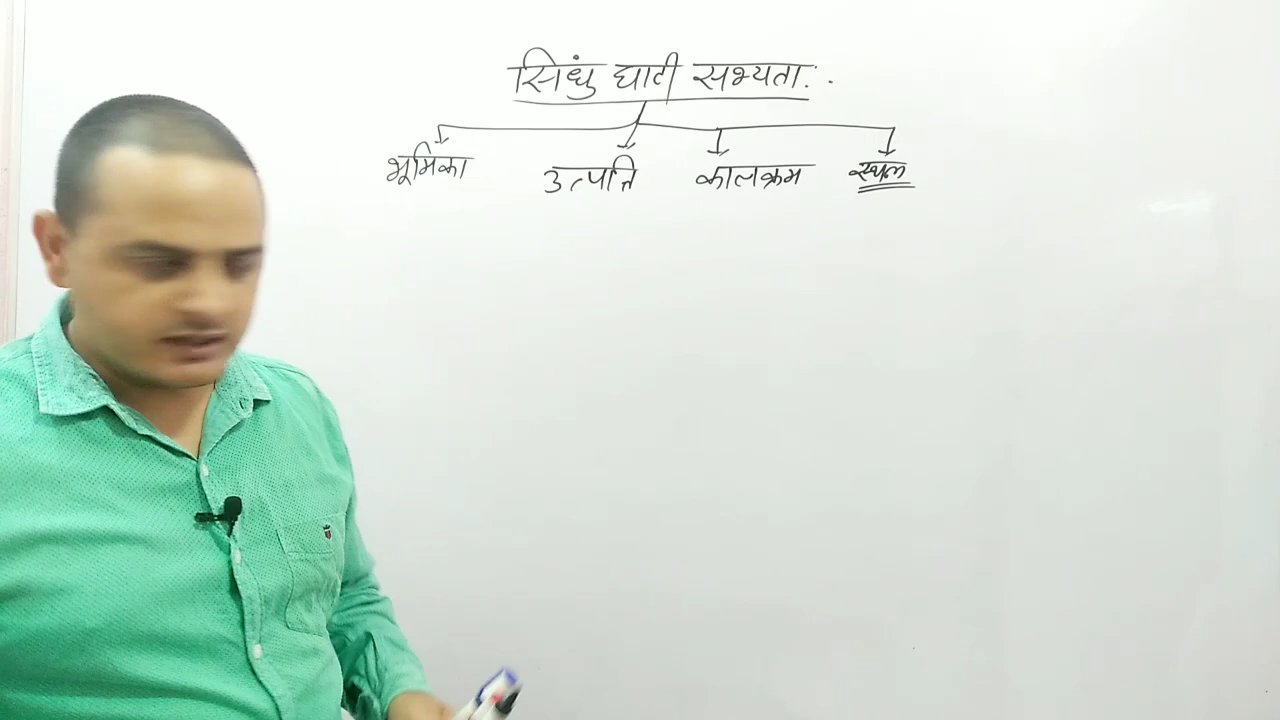 सिंधु घाटी सभ्यता:.
भूमिका उत्पत्ति कालक्रम स्थल